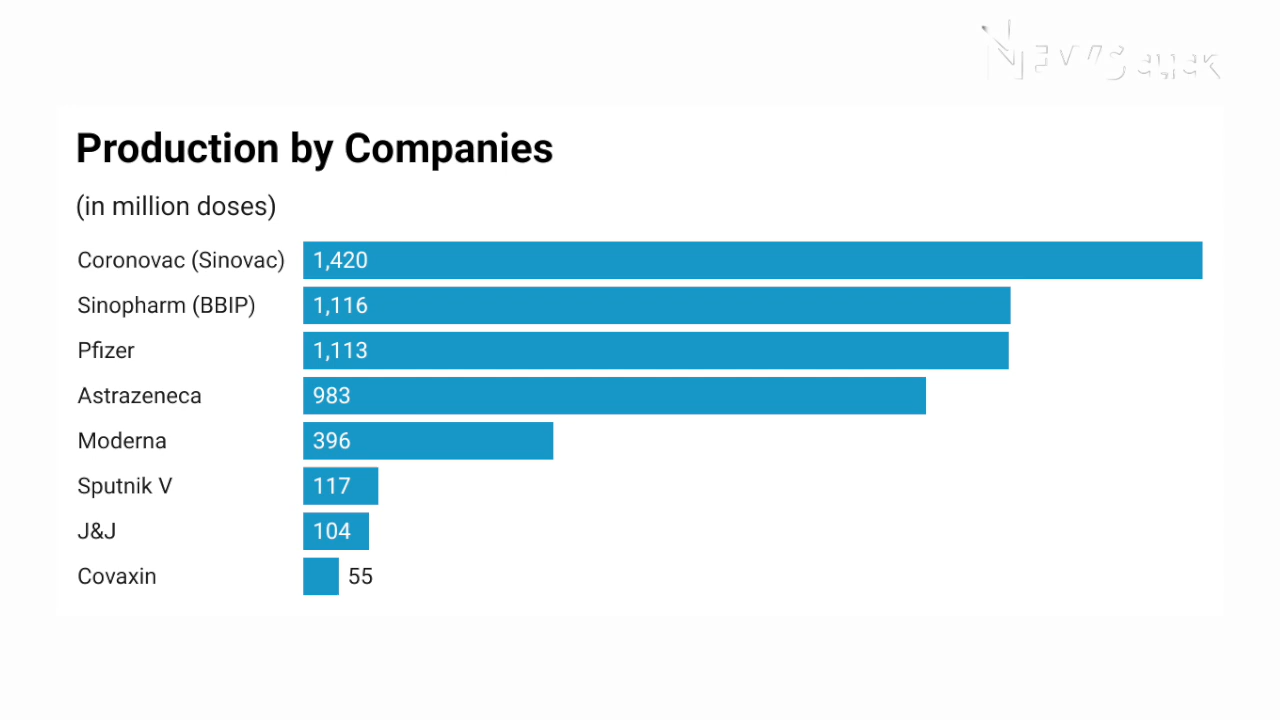 Production by Companies
(in million doses)
Coronovac (Sinovac) 1,420
Sinopharm (BBIP) 1,116
Pfizer 1,113
Astrazeneca 983
Moderna 396
Sputnik V 117
J&J 104
Covaxin 55